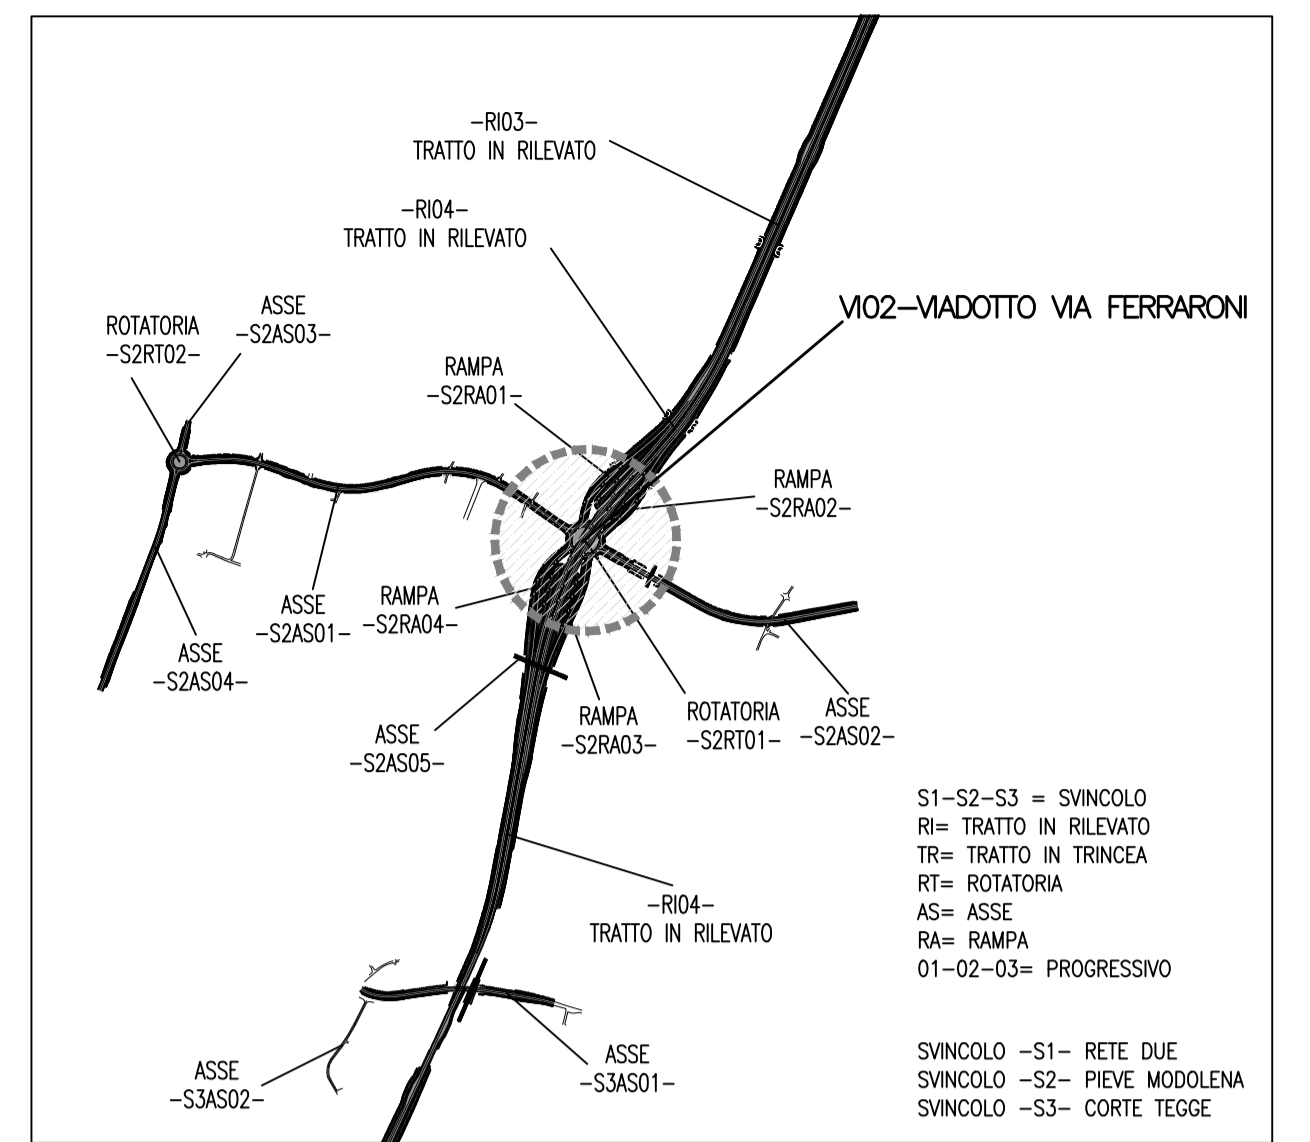 -RI03-
TRATTO IN RILEVATO
-RI04-
TRATTO IN RILEVATO
VI02-VIADOTTO VIA FERRARONI
ASSE
-S2AS03-
ROTATORIA
-S2RT02-
RAMPA
-S2RA01-
RAMPA
-S2RA02-
ASSE
-S2AS01-
RAMPA
-S2RA04-
ASSE
-S2AS04-
ASSE
-S2AS05-
RAMPA
-S2RA03-
ROTATORIA
-S2RT01-
ASSE
-S2AS02-
-RI04-
TRATTO IN RILEVATO
ASSE
-S3AS02-
ASSE
-S3AS01-
S1-S2-S3 = SVINCOLO
RI= TRATTO IN RILEVATO
TR= TRATTO IN TRINCEA
RT= ROTATORIA
AS= ASSE
RA= RAMPA
01-02-03= PROGRESSIVO
SVINCOLO -S1- RETE DUE
SVINCOLO -S2- PIEVE MODOLENA
SVINCOLO -S3- CORTE TEGGE